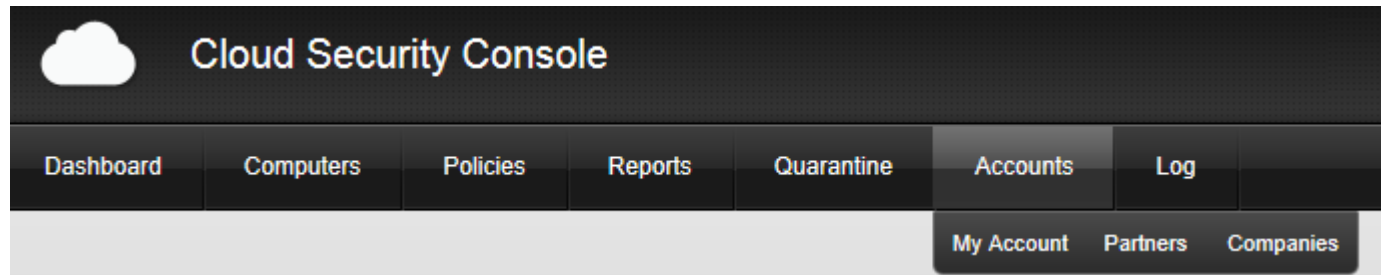 Cloud Security Console
Dashboard Computers Policies Reports Quarantine Accounts Log
My Account Partners Companies